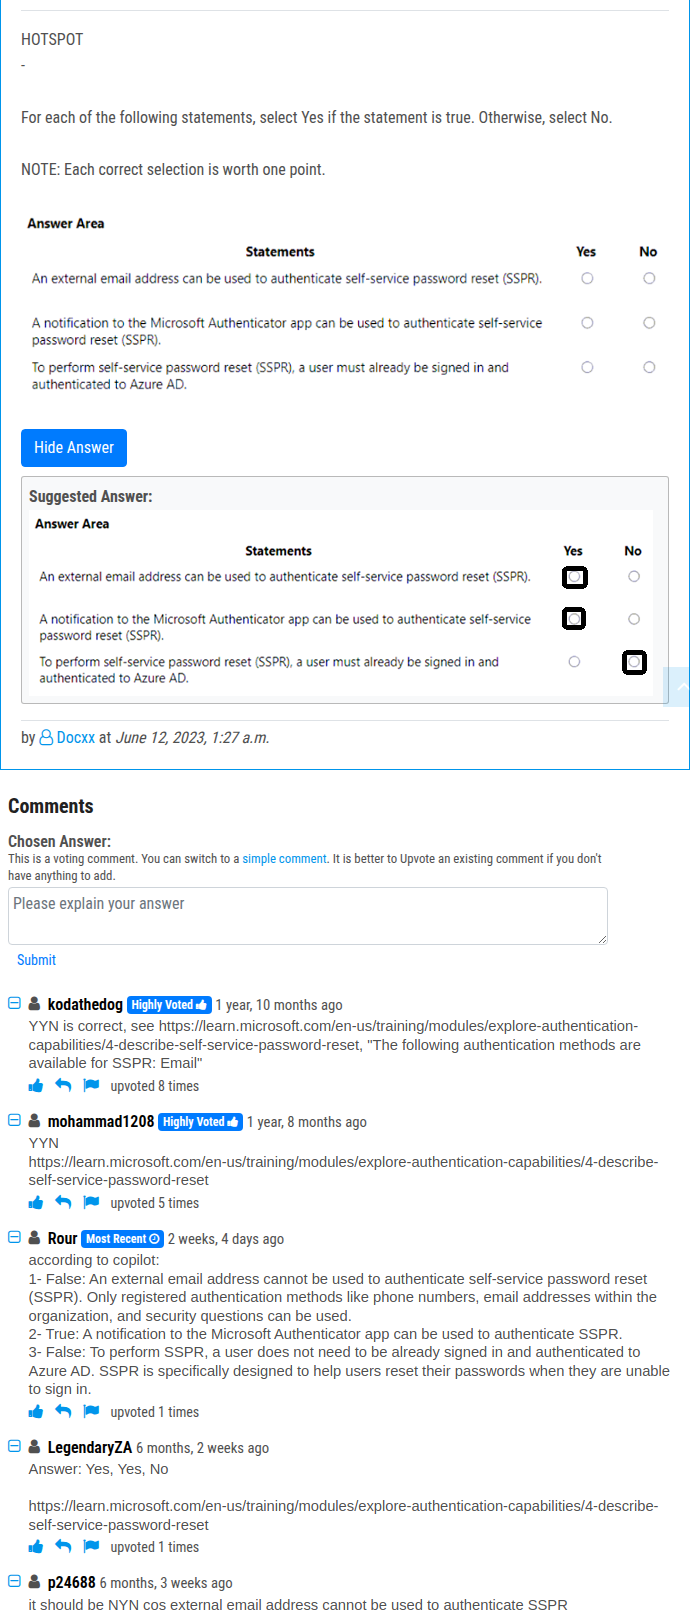 HOTSPOT
-
For each of the following statements, select Yes if the statement is true. Otherwise, select No.
NOTE: Each correct selection is worth one point.
Answer Area
Statements Yes No
An external email address can be used to authenticate self-service password reset (SSPR).
A notification to the Microsoft Authenticator app can be used to authenticate self-service
password reset (SSPR).
To perform self-service password reset (SSPR), a user must already be signed in and
authenticated to Azure AD.
Hide Answer
Suggested Answer:
Answer Area
Statements Yes No
An external email address can be used to authenticate self-service password reset (SSPR).
A notification to the Microsoft Authenticator app can be used to authenticate self-service
password reset (SSPR).
To perform self-service password reset (SSPR), a user must already be signed in and
authenticated to Azure AD.
by Docxx at June 12, 2023, 1:27 a.m.
Comments
Chosen Answer:
This is a voting comment. You can switch to a simple comment. It is better to Upvote an existing comment if you don't
have anything to add.
Please explain your answer
Submit
kodathedog Highly Voted 1 year, 10 months ago
YYN is correct, see https://learn.microsoft.com/en-us/training/modules/explore-authentication-
capabilities/4-describe-self-service-password-reset, "The following authentication methods are
available for SSPR: Email"
upvoted 8 times
mohammad1208 Highly Voted 1 year, 8 months ago
YYN
https://learn.microsoft.com/en-us/training/modules/explore-authentication-capabilities/4-describe-
self-service-password-reset
upvoted 5 times
Rour Most Recent 2 weeks, 4 days ago
according to copilot:
1- False: An external email address cannot be used to authenticate self-service password reset
(SSPR). Only registered authentication methods like phone numbers, email addresses within the
organization, and security questions can be used.
2- True: A notification to the Microsoft Authenticator app can be used to authenticate SSPR.
3- False: To perform SSPR, a user does not need to be already signed in and authenticated to
Azure AD. SSPR is specifically designed to help users reset their passwords when they are unable
to sign in.
upvoted 1 times
LegendaryZA 6 months, 2 weeks ago
Answer: Yes, Yes, No
https://learn.microsoft.com/en-us/training/modules/explore-authentication-capabilities/4-describe-
self-service-password-reset
upvoted 1 times
p24688 6 months, 3 weeks ago
it should be NYN cos external email address cannot be used to authenticate SSPR